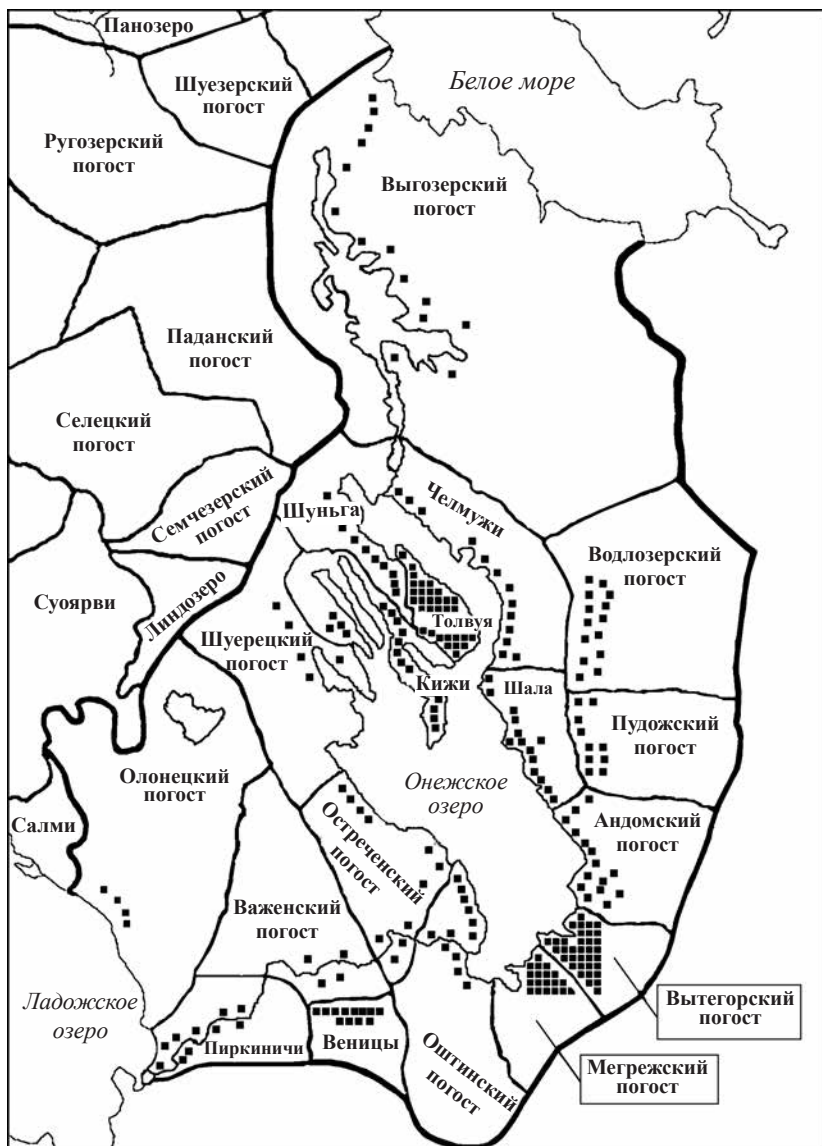 Панозеро
Шуезерский
погост
Белое море
Ругозерский
погост
Выгозерский
погост
Паданский
погост
Селецкий
погост
Семчезерский
погост
Шуньга
Челмужи
Водлозерский
погост
Суоярви
Линдозеро
Толвуя
Шуерецкий
погост
Кижи
Шала
Пудожский
погост
Олонецкий
погост
Онежское
озеро
Салми
Остреченский
погост
Андомский
погост
Важенский
погост
Ладожское
озеро
Пиркиничи
Веницы
Оштинский
погост
Вытегорский
погост
Мегрежский
погост